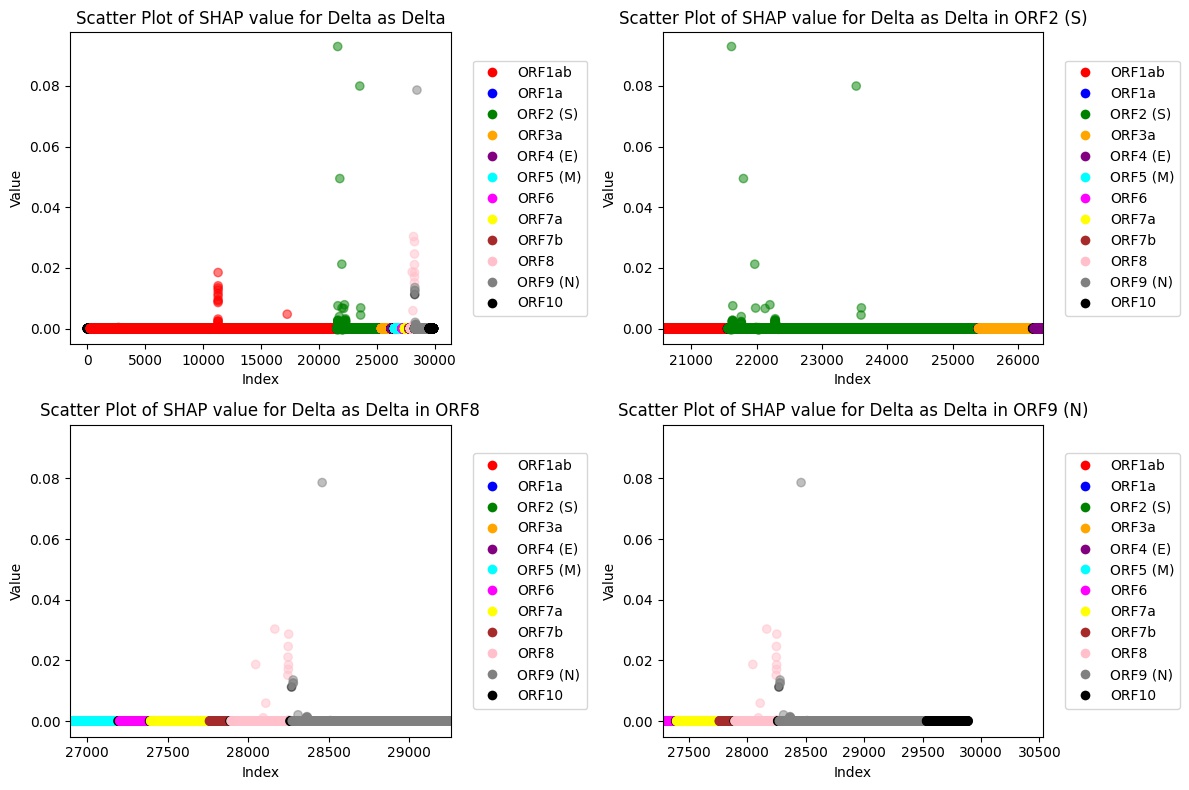 Scatter Plot of SHAP value for Delta as Delta
Value
0.08
0.06
0.04
0.02
0.00
0 5000 10000 15000 20000 25000 30000
Index
ORF1ab
ORF1a
ORF2 (S)
ORF3a
ORF4 (E)
ORF5 (M)
ORF6
ORF7a
ORF7b
ORF8
ORF9 (N)
ORF10
Scatter Plot of SHAP value for Delta as Delta in ORF2 (S)
Value
0.08
0.06
0.04
0.02
0.00
21000 22000 23000 24000 25000 26000
Index
ORF1ab
ORF1a
ORF2 (S)
ORF3a
ORF4 (E)
ORF5 (M)
ORF6
ORF7a
ORF7b
ORF8
ORF9 (N)
ORF10
Scatter Plot of SHAP value for Delta as Delta in ORF8
Value
0.08
0.06
0.04
0.02
0.00
27000 27500 28000 28500 29000
Index
ORF1ab
ORF1a
ORF2 (S)
ORF3a
ORF4 (E)
ORF5 (M)
ORF6
ORF7a
ORF7b
ORF8
ORF9 (N)
ORF10
Scatter Plot of SHAP value for Delta as Delta in ORF9 (N)
Value
0.08
0.06
0.04
0.02
0.00
27500 28000 28500 29000 29500 30000 30500
Index
ORF1ab
ORF1a
ORF2 (S)
ORF3a
ORF4 (E)
ORF5 (M)
ORF6
ORF7a
ORF7b
ORF8
ORF9 (N)
ORF10